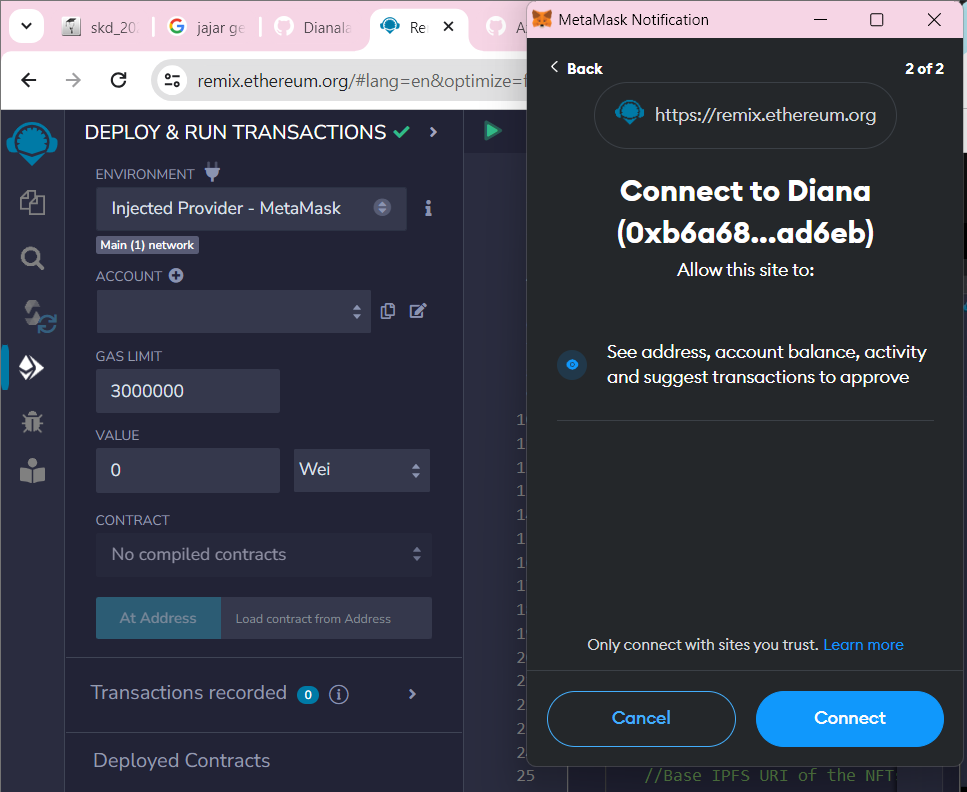 skd_20
jajar ge
Dianala
Re
MetaMask Notification
remix.ethereum.org/#lang=en&optimize=f
Back
2 of 2
https://remix.ethereum.org
DEPLOY & RUN TRANSACTIONS
ENVIRONMENT
Injected Provider - MetaMask
Main (1) network
ACCOUNT
GAS LIMIT
3000000
VALUE
0
Wei
CONTRACT
No compiled contracts
At Address
Load contract from Address
Transactions recorded 0
Deployed Contracts
Connect to Diana
(0xb6a68...ad6eb)
Allow this site to:
See address, account balance, activity
and suggest transactions to approve
Only connect with sites you trust. Learn more
Cancel
Connect
25
//Base IPFS URI of the NFT